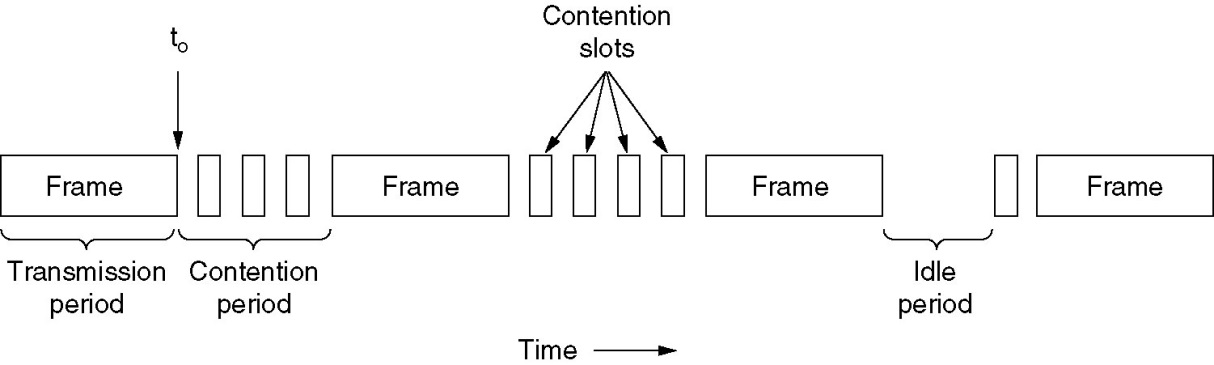 Contention
slots
t₀
Frame
Frame
Frame
Frame
Transmission
period
Contention
period
Idle
period
Time